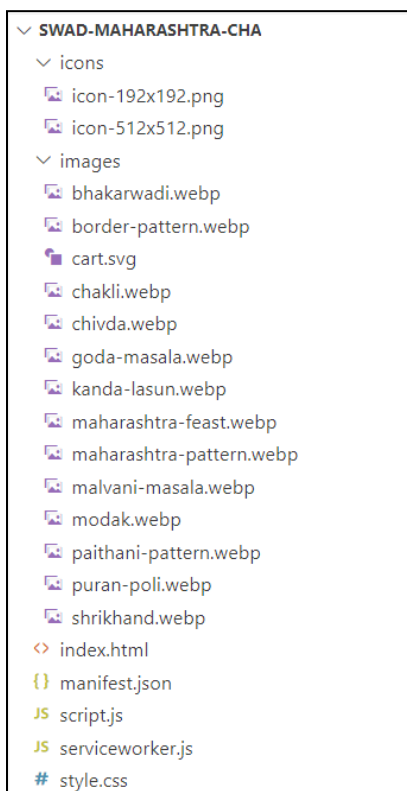 SWAD-MAHARASHTRA-CHA
icons
icon-192x192.png
icon-512x512.png
images
bhakarwadi.webp
border-pattern.webp
cart.svg
chakli.webp
chivda.webp
goda-masala.webp
kanda-lasun.webp
maharashtra-feast.webp
maharashtra-pattern.webp
malvani-masala.webp
modak.webp
paithani-pattern.webp
puran-poli.webp
shrikhand.webp
<> index.html
{} manifest.json
JS script.js
JS serviceworker.js
# style.css